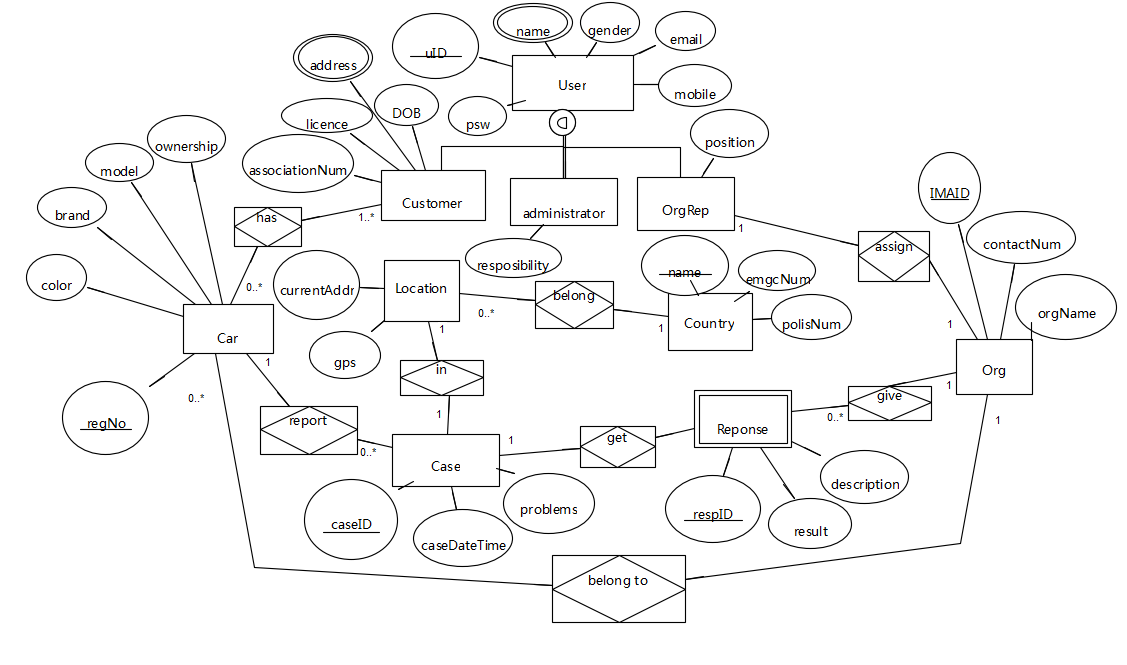 name
gender
email
uID
address
User
mobile
psw
DOB
licence
position
ownership
associationNum
model
Customer
administrator
OrgRep
IMAID
brand
has
1..*
1
assign
contactNum
resposibility
color
currentAddr
Location
belong
name
emgcNum
0..*
0..*
Country
polisNum
orgName
Car
1
1
1
gps
1
in
report
Org
0..*
regNo
1
0..*
1
Case
get
Reponse
0..*
give
1
1
caseID
caseDateTime
problems
respID
result
description
belong to